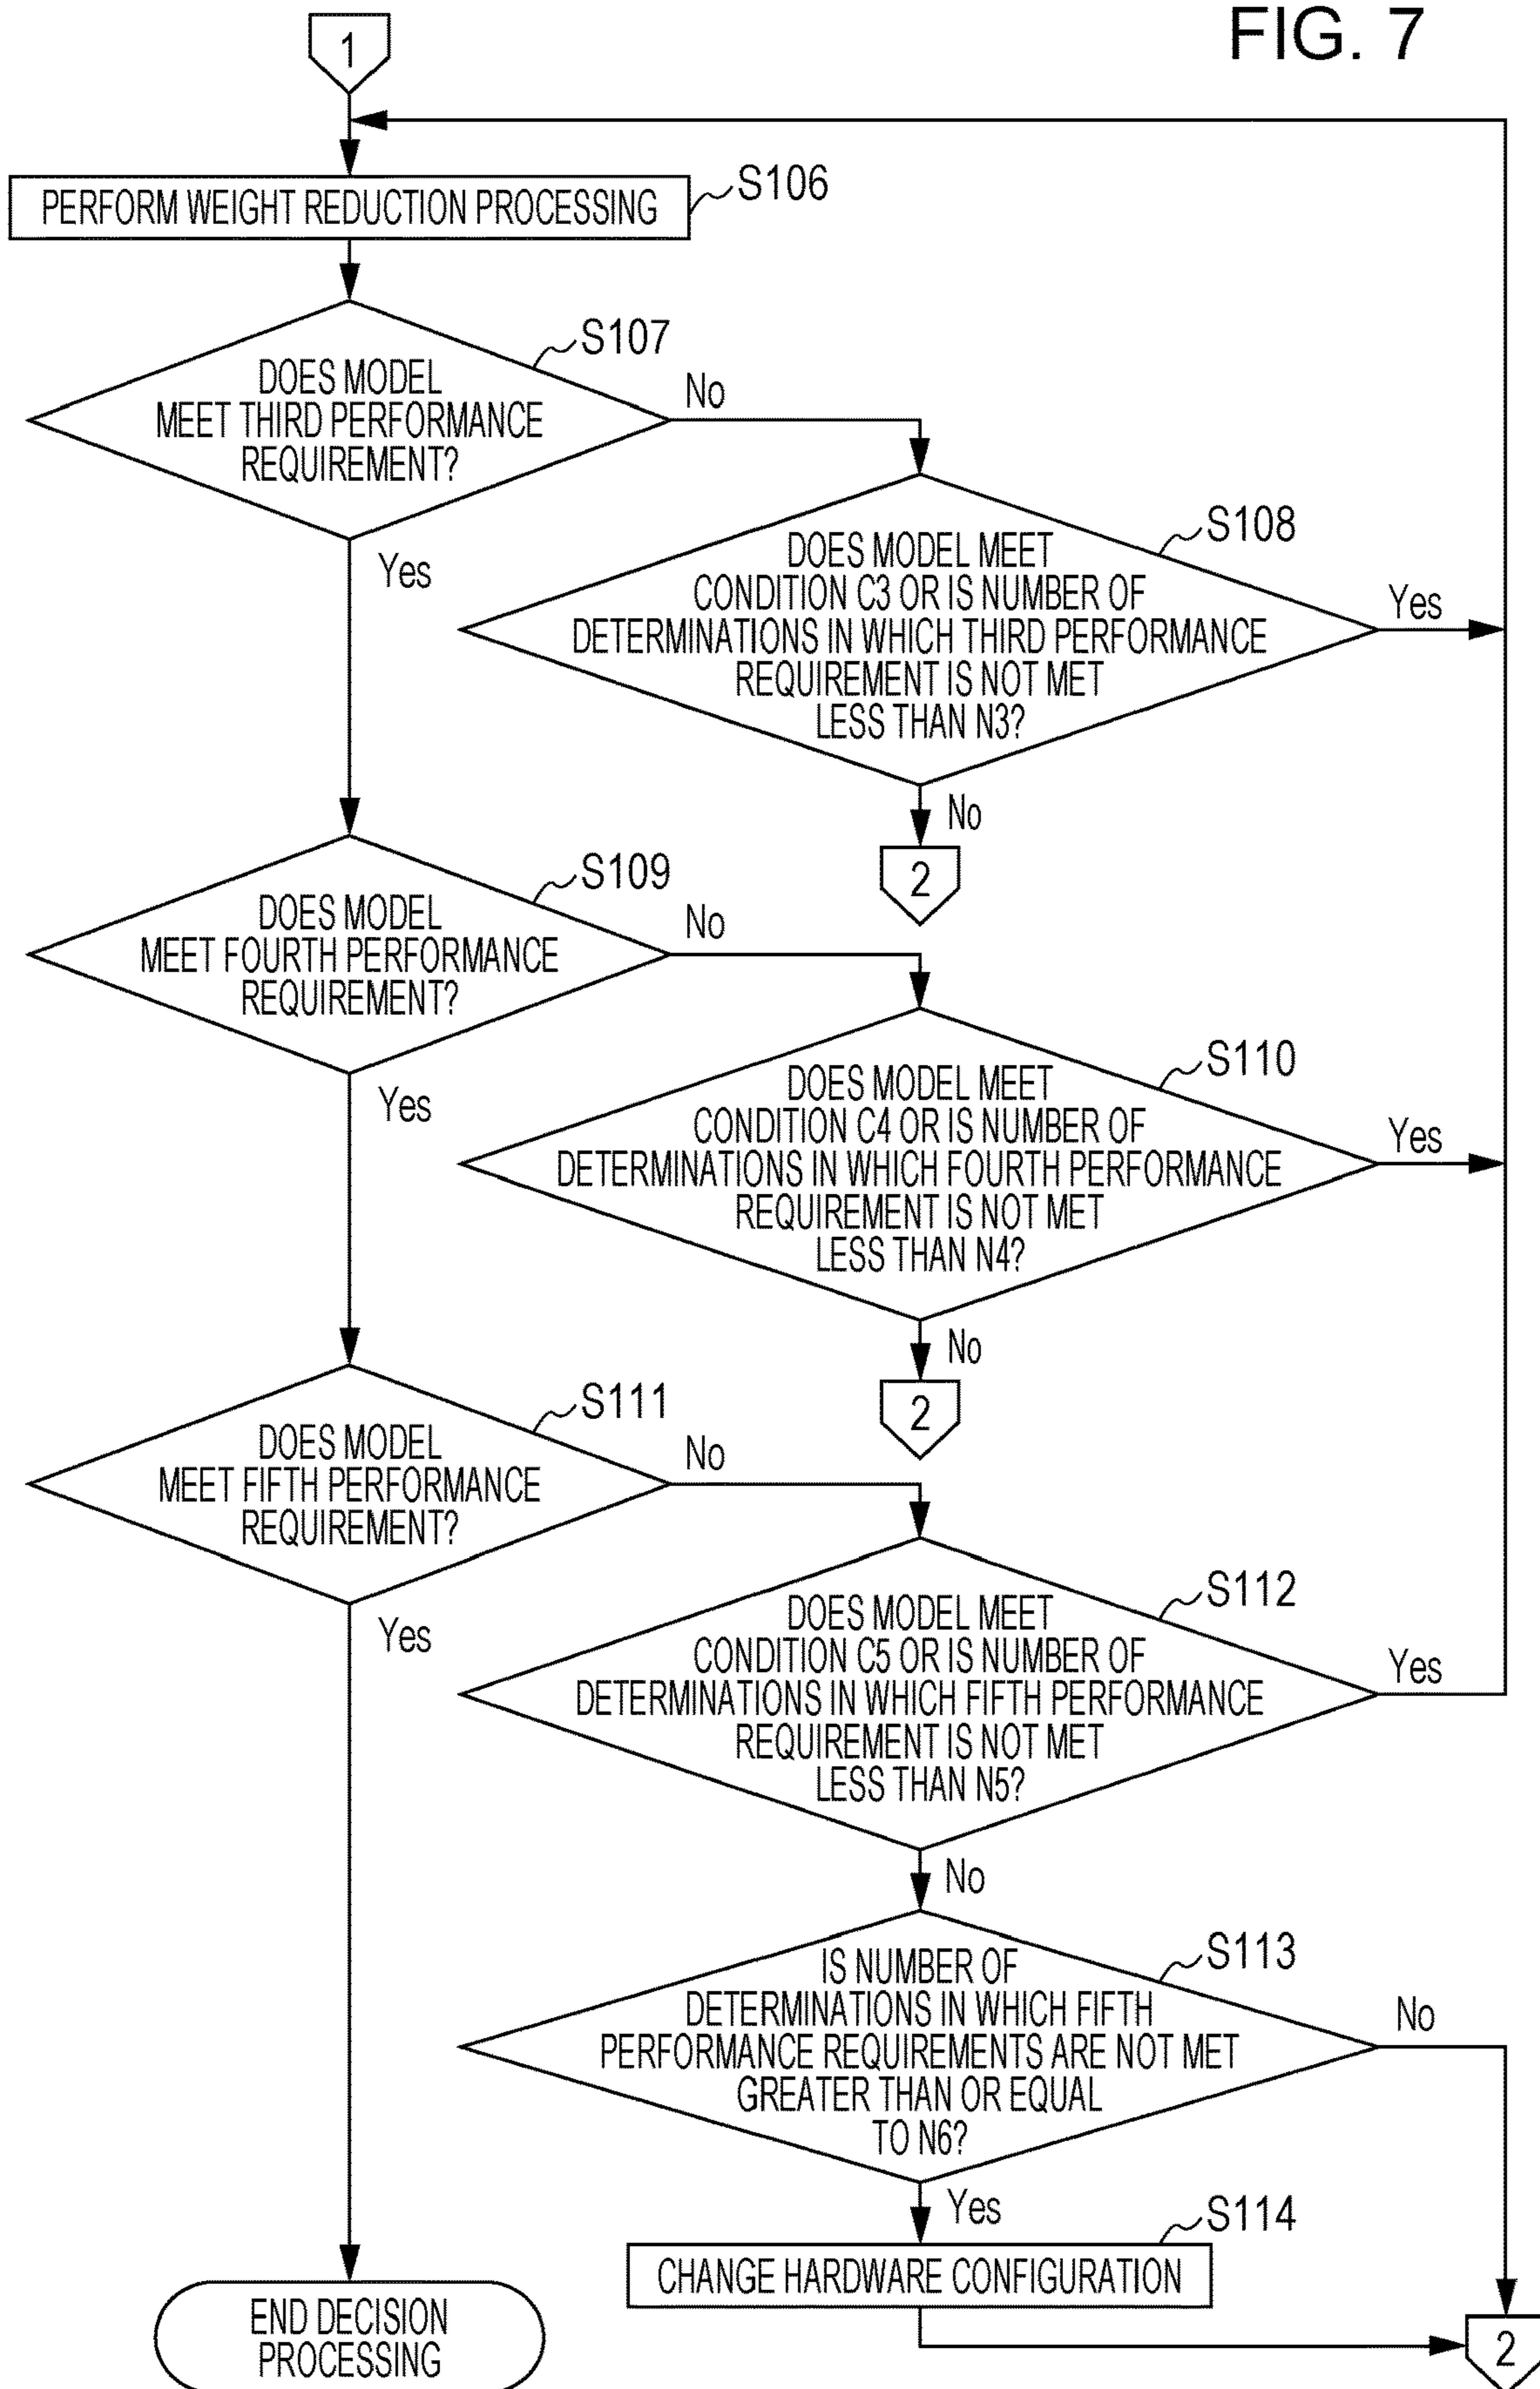 FIG. 7
1
PERFORM WEIGHT REDUCTION PROCESSING
S106
DOES MODEL
MEET THIRD PERFORMANCE
REQUIREMENT?
S107
No
Yes
DOES MODEL MEET
CONDITION C3 OR IS NUMBER OF
DETERMINATIONS IN WHICH THIRD PERFORMANCE
REQUIREMENT IS NOT MET
LESS THAN N3?
S108
Yes
No
2
DOES MODEL
MEET FOURTH PERFORMANCE
REQUIREMENT?
S109
No
Yes
DOES MODEL MEET
CONDITION C4 OR IS NUMBER OF
DETERMINATIONS IN WHICH FOURTH PERFORMANCE
REQUIREMENT IS NOT MET
LESS THAN N4?
S110
Yes
No
2
DOES MODEL
MEET FIFTH PERFORMANCE
REQUIREMENT?
S111
No
Yes
DOES MODEL MEET
CONDITION C5 OR IS NUMBER OF
DETERMINATIONS IN WHICH FIFTH PERFORMANCE
REQUIREMENT IS NOT MET
LESS THAN N5?
S112
Yes
No
IS NUMBER OF
DETERMINATIONS IN WHICH FIFTH
PERFORMANCE REQUIREMENTS ARE NOT MET
GREATER THAN OR EQUAL
TO N6?
S113
No
Yes
CHANGE HARDWARE CONFIGURATION
S114
END DECISION
PROCESSING
2